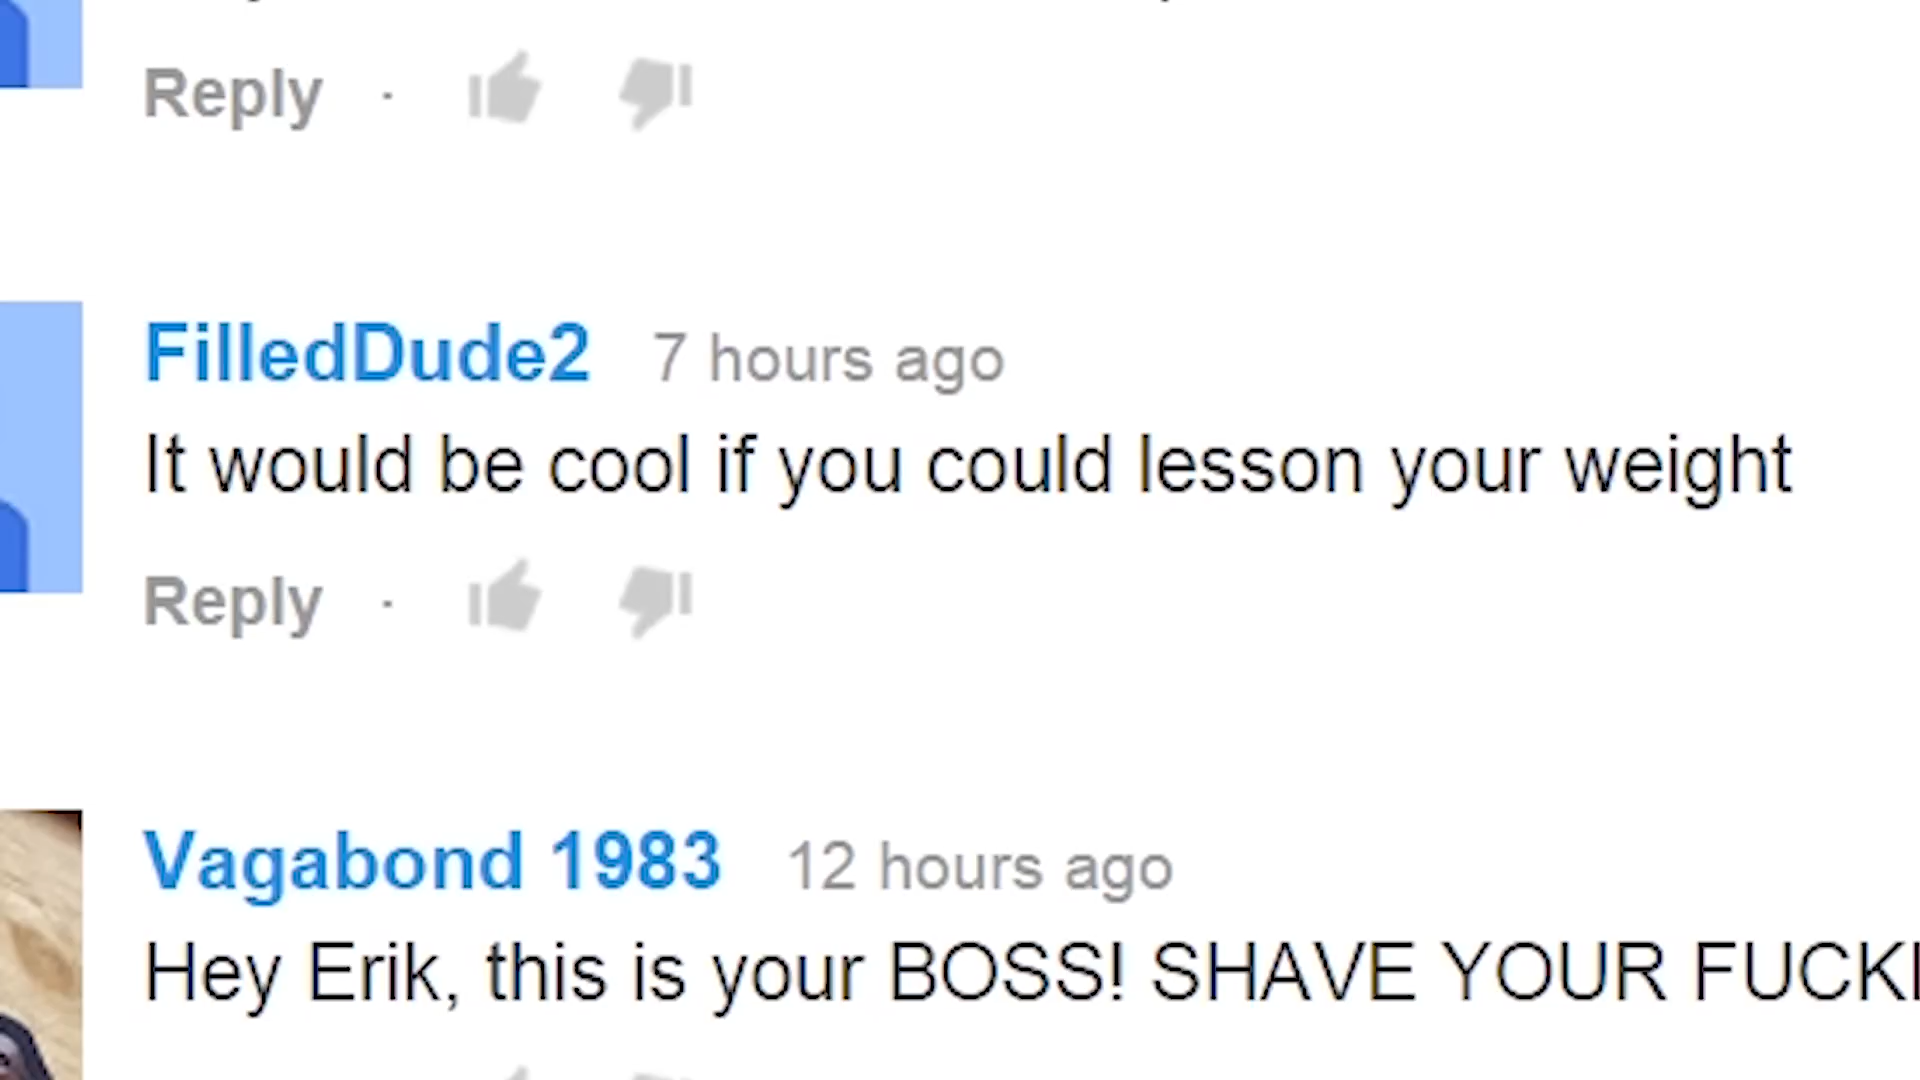 Reply ·
FilledDude2 7 hours ago
It would be cool if you could lesson your weight
Reply ·
Vagabond 1983 12 hours ago
Hey Erik, this is your BOSS! SHAVE YOUR FUCKI